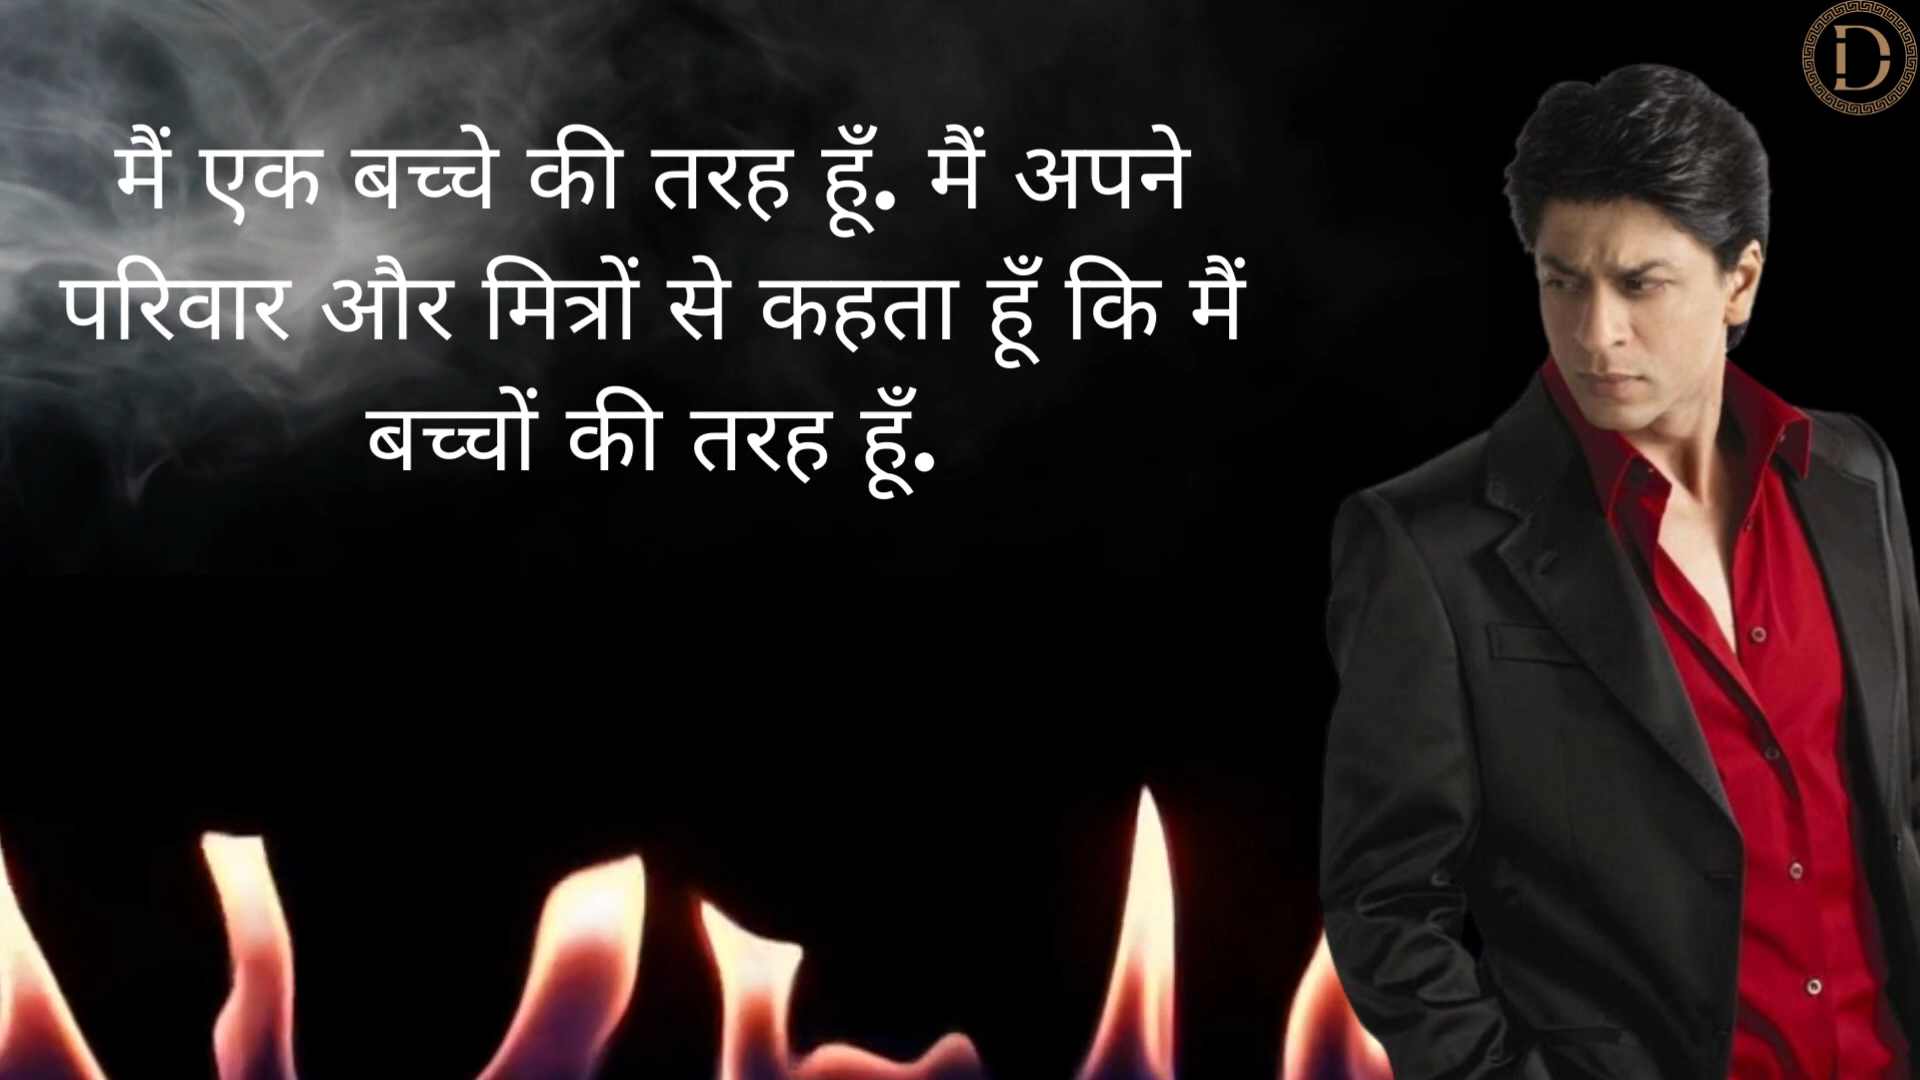 मैं एक बच्चे की तरह हूँ. मैं अपने
परिवार और मित्रों से कहता हूँ कि मैं
बच्चों की तरह हूँ.
D